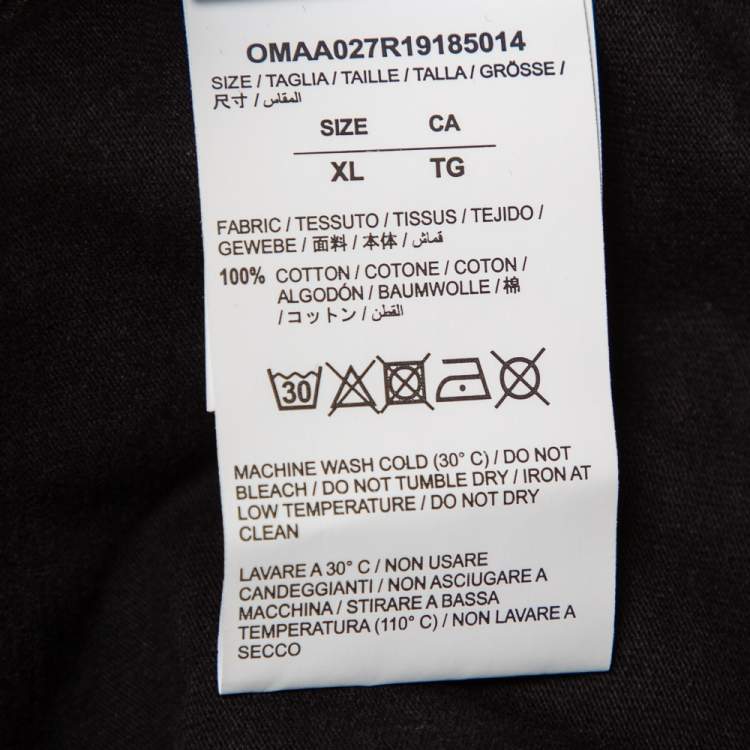 OMAA027R19185014
SIZE / TAGLIA / TAILLE / TALLA / GRÖSSE /
尺寸 / المقاس /
SIZE CA
XL TG
FABRIC / TESSUTO / TISSUS / TEJIDO /
GEWEBE / 面料 / 本体 / قماش /
100% COTTON / COTONE / COTON /
ALGODÓN / BAUMWOLLE / 棉
/ コットン / القطن /
30
MACHINE WASH COLD (30° C) / DO NOT
BLEACH / DO NOT TUMBLE DRY / IRON AT
LOW TEMPERATURE / DO NOT DRY
CLEAN
LAVARE A 30° C / NON USARE
CANDEGGIANTI / NON ASCIUGARE A
MACCHINA / STIRARE A BASSA
TEMPERATURA (110° C) / NON LAVARE A
SECCO